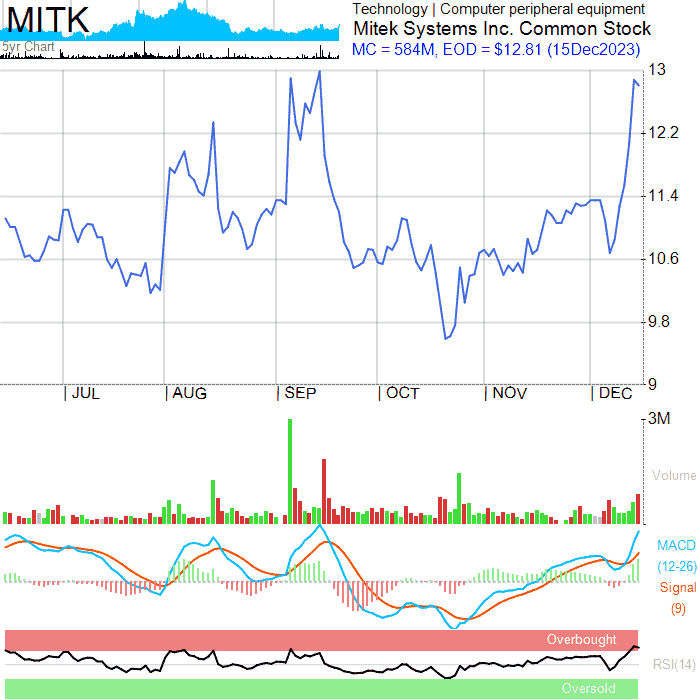 MITK
5yr Chart
Technology | Computer peripheral equipment
Mitek Systems Inc. Common Stock
MC = 584M, EOD = $12.81 (15Dec2023)
13
12.2
11.4
10.6
9.8
9
| JUL | AUG | SEP | OCT | NOV | DEC
3M
Volume
MACD
(12-26)
Signal
(9)
Overbought
RSI(14)
Oversold